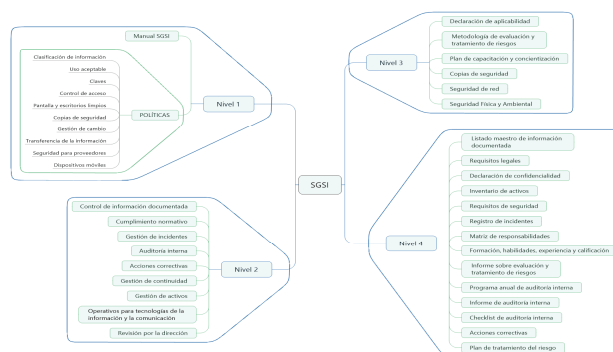 Manual SGSI
Clasificación de información
Uso aceptable
Claves
Control de acceso
Pantalla y escritorios limpios
Copias de seguridad
Gestión de cambio
Transferencia de la información
Seguridad para proveedores
Dispositivos móviles
POLÍTICAS
Nivel 1
Control de información documentada
Cumplimiento normativo
Gestión de incidentes
Auditoría interna
Acciones correctivas
Gestión de continuidad
Gestión de activos
Operativos para tecnologías de la
información y la comunicación
Revisión por la dirección
Nivel 2
SGSI
Nivel 3
Declaración de aplicabilidad
Metodología de evaluación y
tratamiento de riesgos
Plan de capacitación y concientización
Copias de seguridad
Seguridad de red
Seguridad Física y Ambiental
Nivel 4
Listado maestro de información
documentada
Requisitos legales
Declaración de confidencialidad
Inventario de activos
Requisitos de seguridad
Registro de incidentes
Matriz de responsabilidades
Formación, habilidades, experiencia y calificación
Informe sobre evaluación y
tratamiento de riesgos
Programa anual de auditoría interna
Informe de auditoría interna
Checklist de auditoría interna
Acciones correctivas
Plan de tratamiento del riesgo